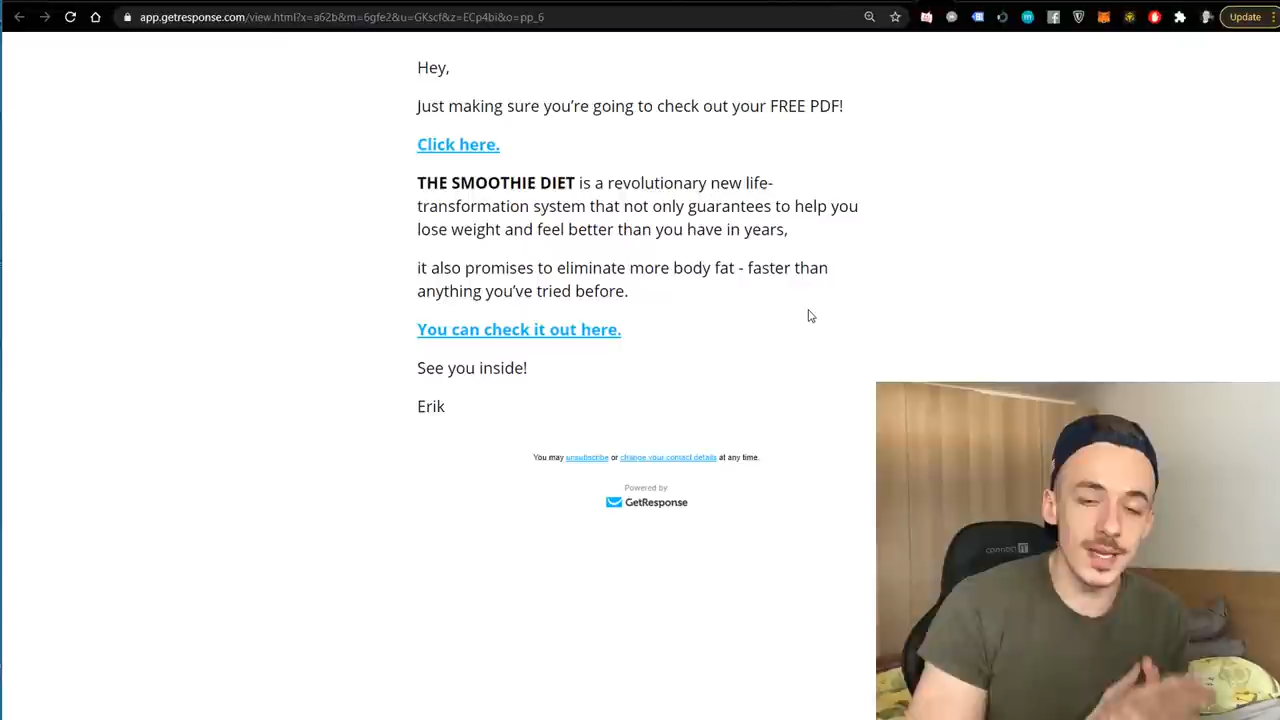 app.getresponse.com/view.html?x=a62b&m=6gfe2&u=GKscf&z=ECp4bi&o=pp_6
Update
Hey,
Just making sure you’re going to check out your FREE PDF!
Click here.
THE SMOOTHIE DIET is a revolutionary new life-
transformation system that not only guarantees to help you
lose weight and feel better than you have in years,
it also promises to eliminate more body fat - faster than
anything you’ve tried before.
You can check it out here.
See you inside!
Erik
You may unsubscribe or change your contact details at any time.
Powered by
GetResponse
connect IT